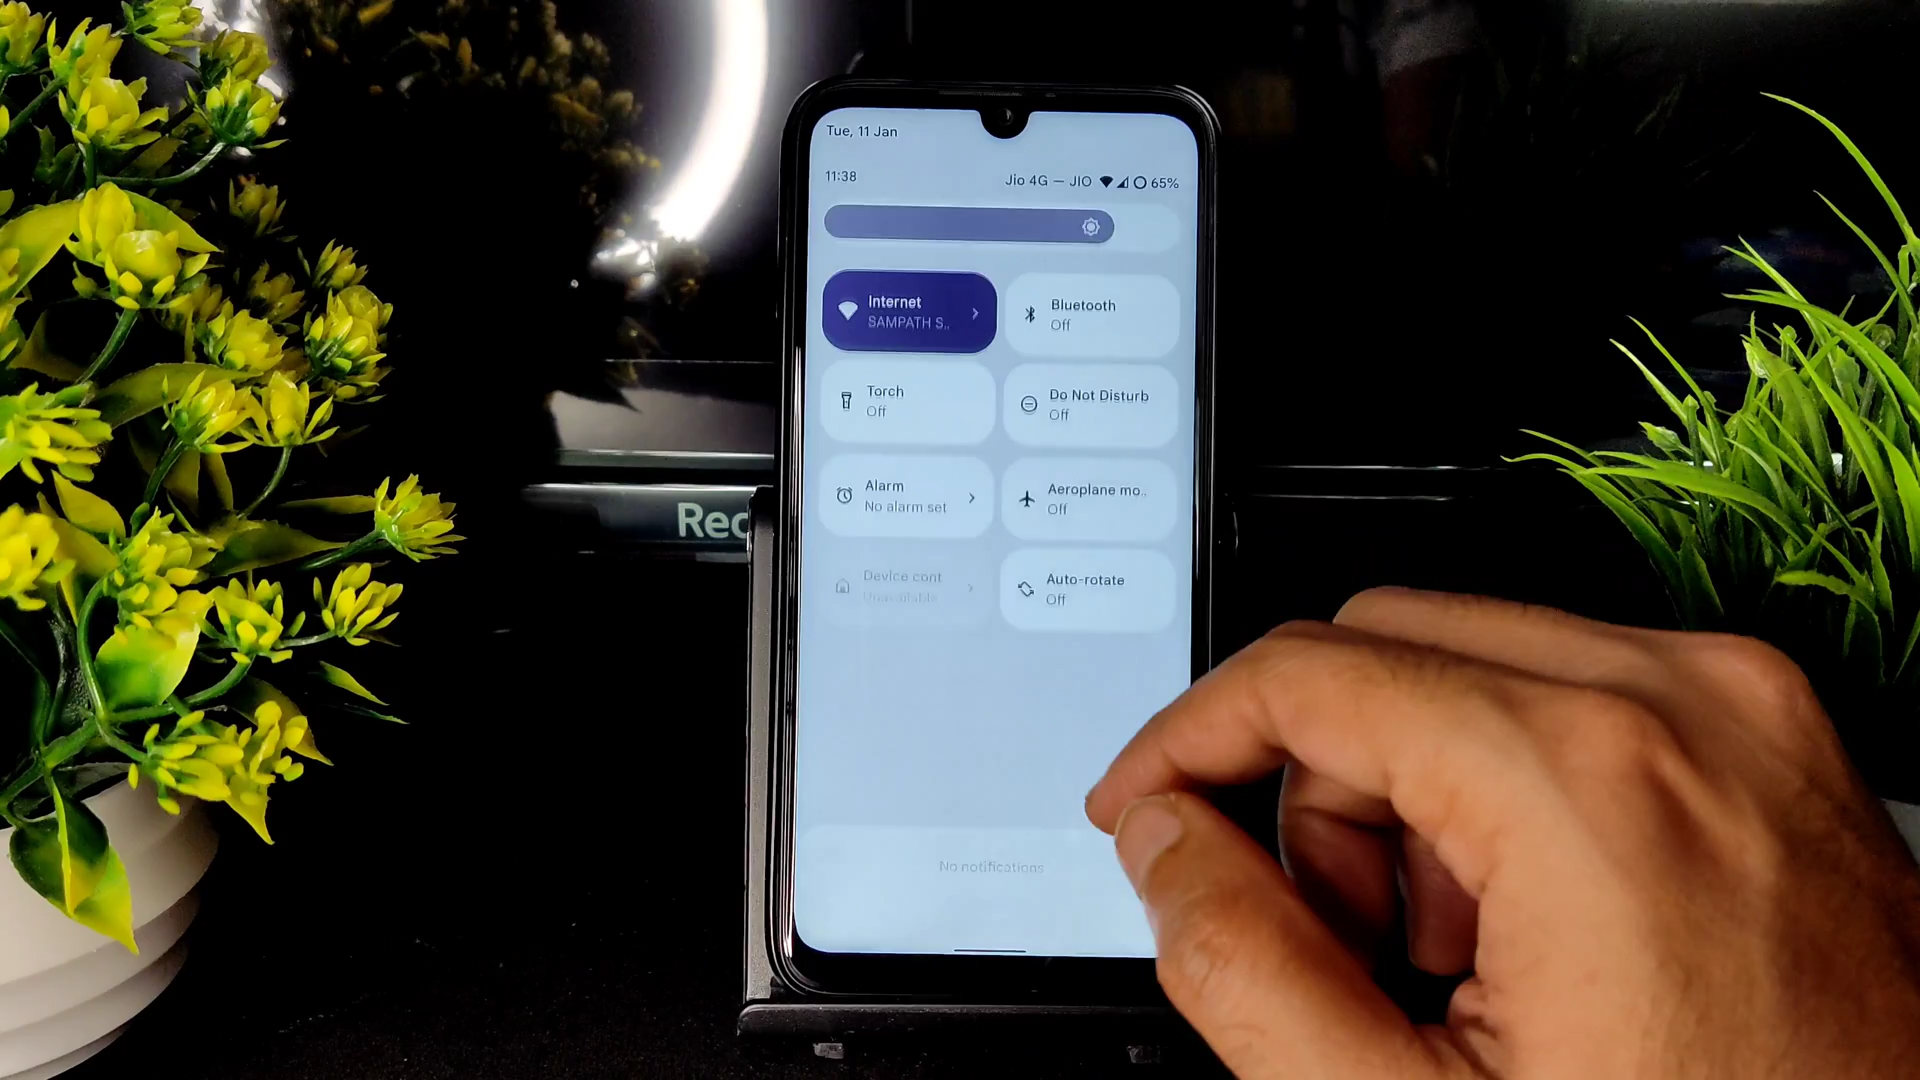 Tue, 11 Jan
11:38
Jio 4G — JIO 65%
Internet
SAMPATH S..
Bluetooth
Off
Torch
Off
Do Not Disturb
Off
Alarm
No alarm set
Aeroplane mo..
Off
Device cont
Unavailable
Auto-rotate
Off
Rec
No notifications